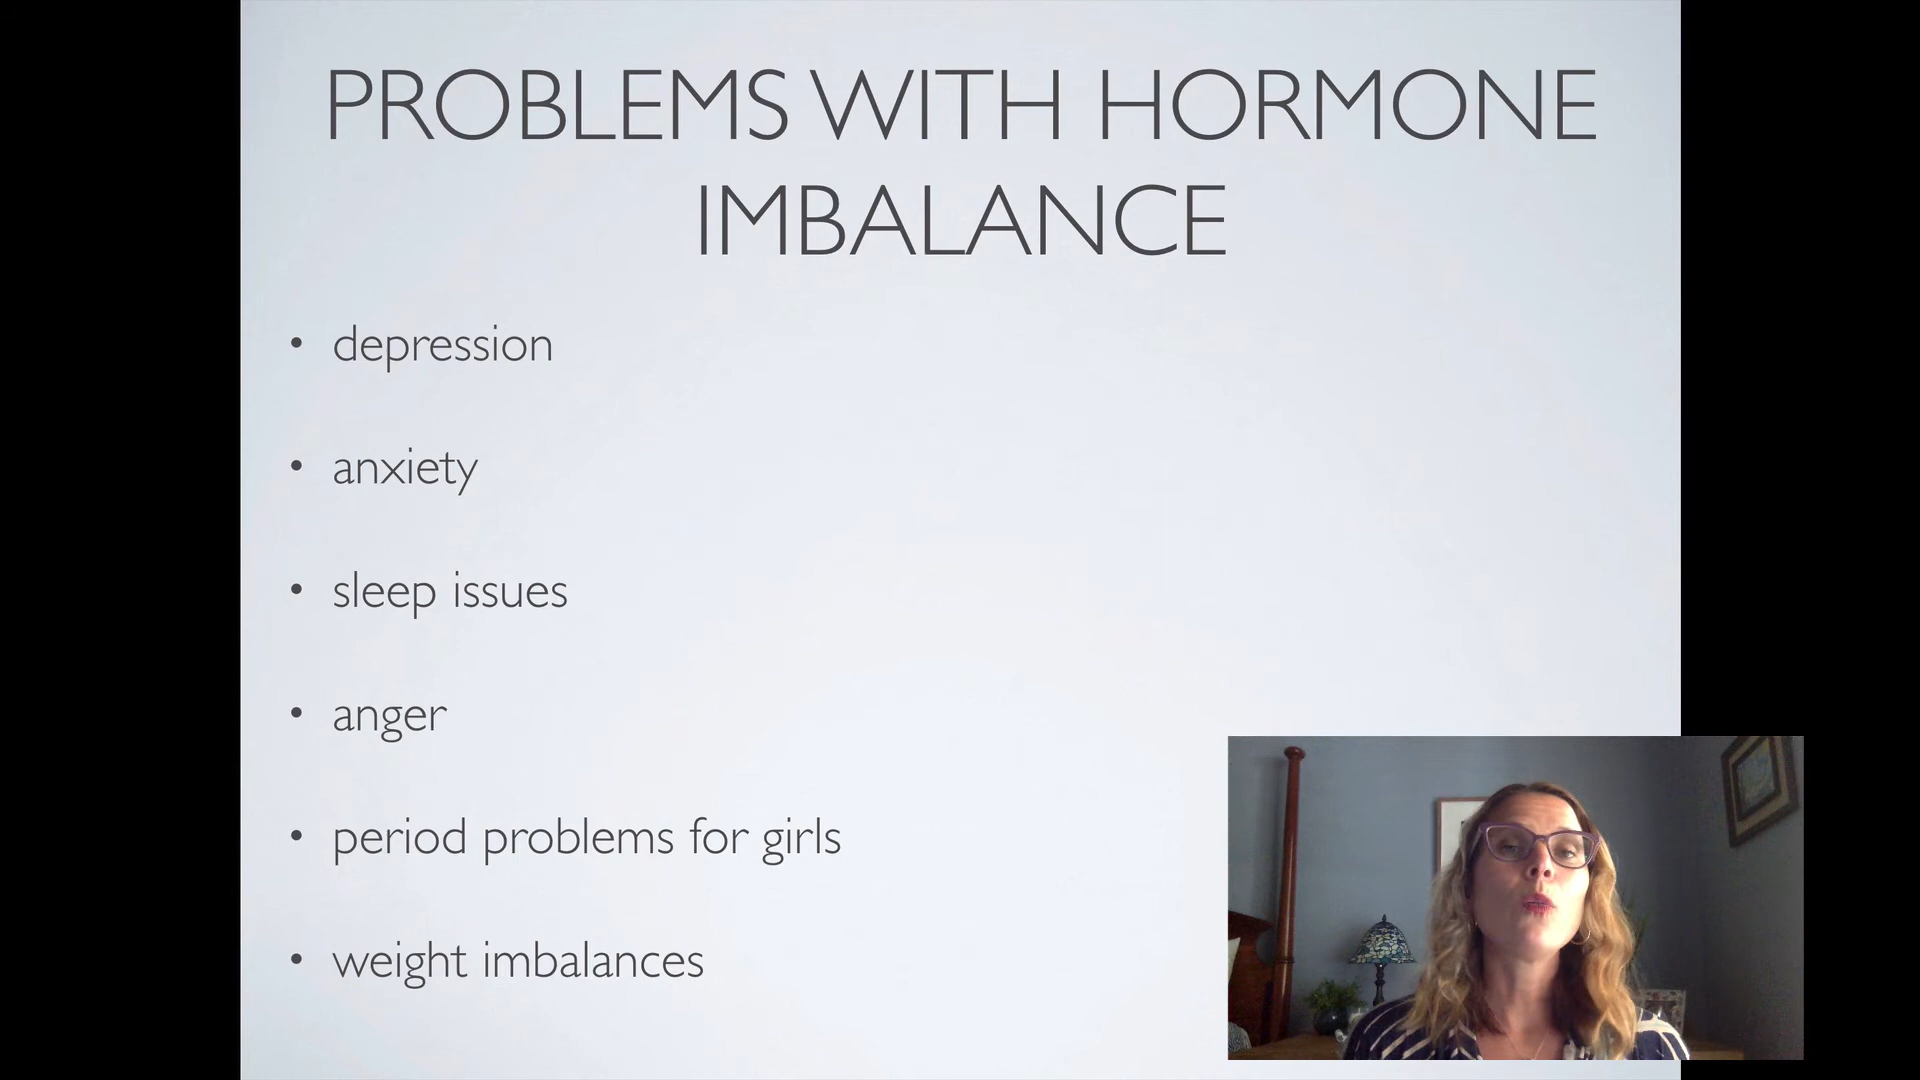 PROBLEMS WITH HORMONE
IMBALANCE
• depression
• anxiety
• sleep issues
• anger
• period problems for girls
• weight imbalances